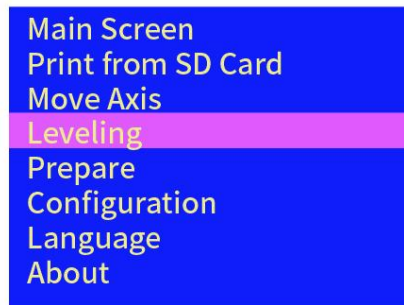 Main Screen
Print from SD Card
Move Axis
Leveling
Prepare
Configuration
Language
About